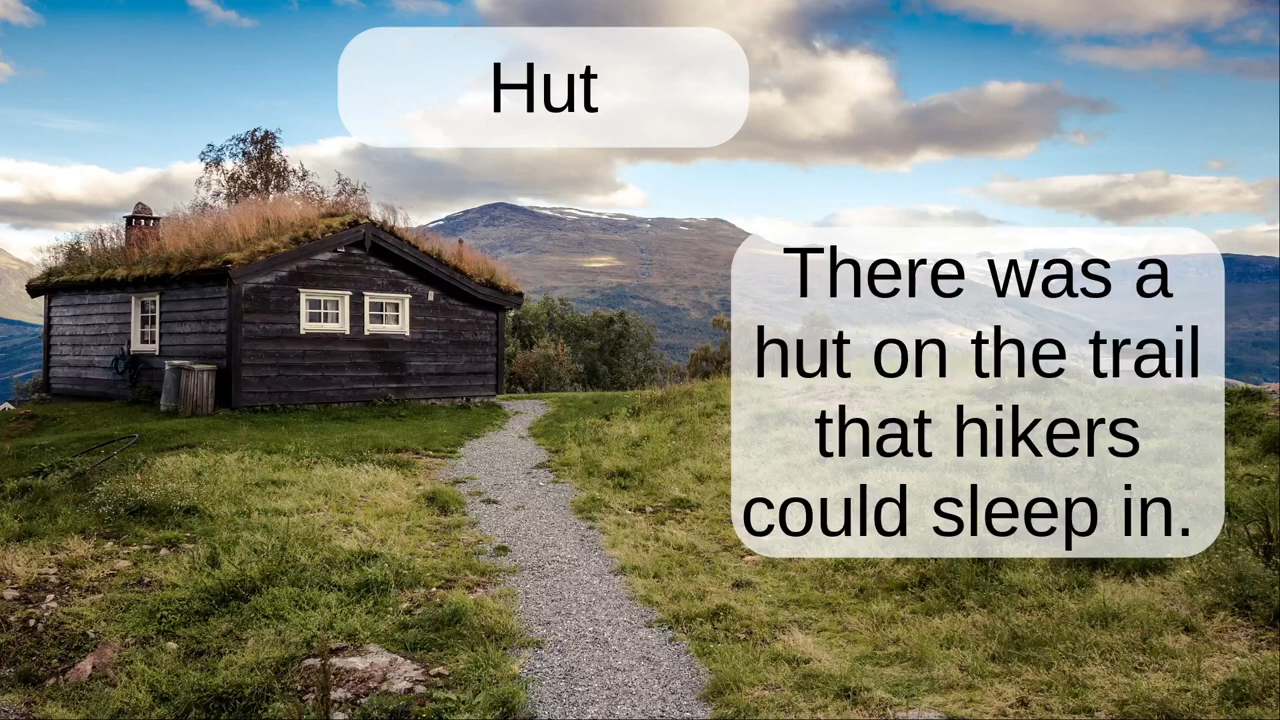 Hut
There was a
hut on the trail
that hikers
could sleep in.